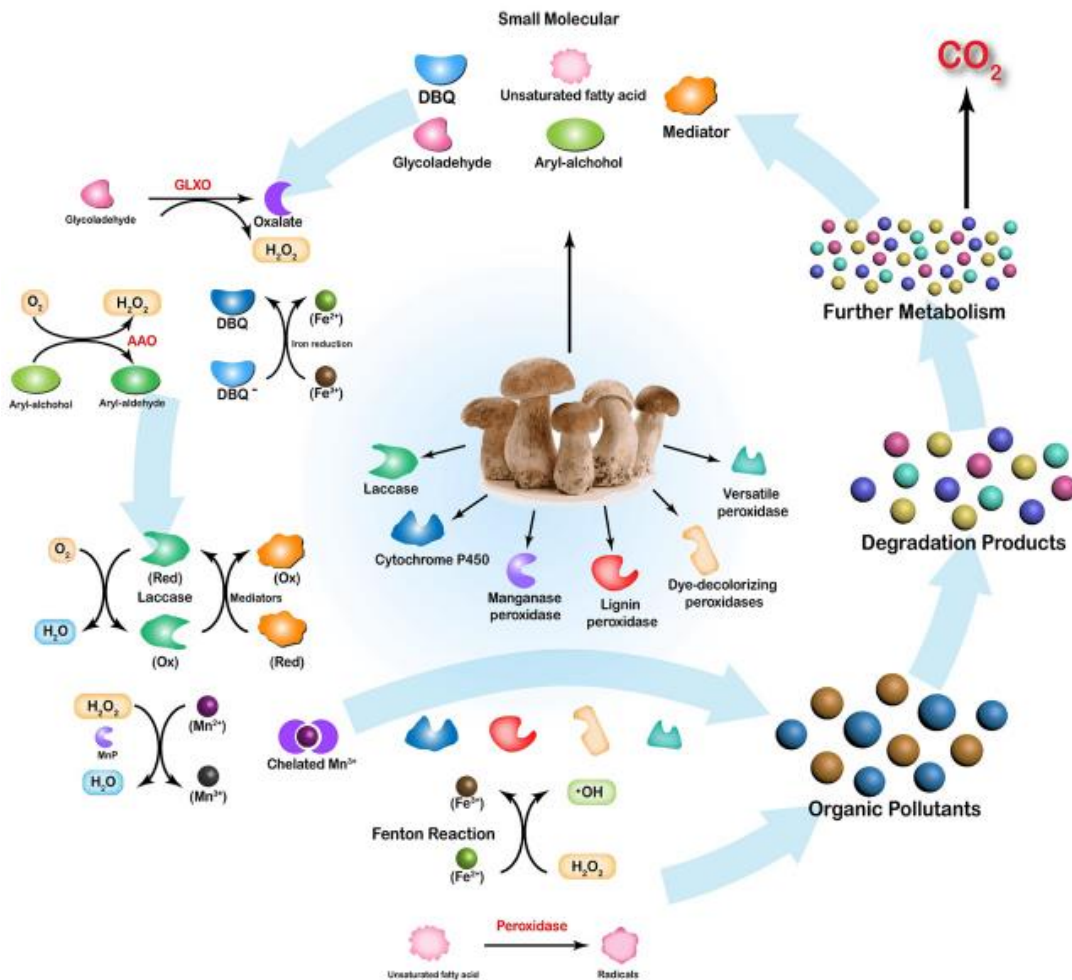 Small Molecular
DBQ
Unsaturated fatty acid
Mediator
Glycoladehyde
Aryl-alchohol
CO₂
Glycoladehyde
GLXO
Oxalate
H₂O₂
Further Metabolism
O₂
H₂O₂
AAO
Aryl-alchohol
Aryl-aldehyde
DBQ
(Fe²⁺)
Iron reduction
DBQ⁻
(Fe³⁺)
Laccase
Cytochrome P450
Manganase
peroxidase
Lignin
peroxidase
Dye-decolorizing
peroxidases
Versatile
peroxidase
Degradation Products
O₂
(Red)
Laccase
(Ox)
H₂O
(Ox)
Mediators
(Red)
H₂O₂
MnP
H₂O
(Mn²⁺)
(Mn³⁺)
Chelated Mn³⁺
Organic Pollutants
(Fe³⁺)
•OH
Fenton Reaction
(Fe²⁺)
H₂O₂
Unsaturated fatty acid
Peroxidase
Radicals